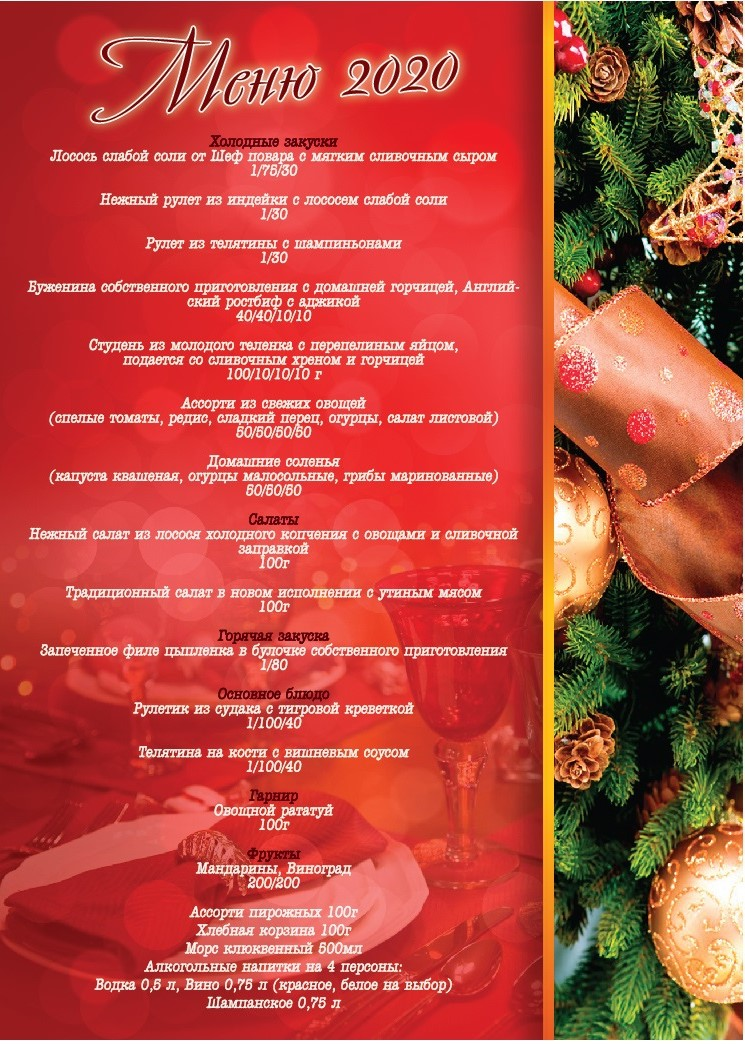 Меню 2020
Холодные закуски
Лосось слабой соли от Шеф повара с мягким сливочным сыром
1/75/30
Нежный рулет из индейки с лососем слабой соли
1/30
Рулет из телятины с шампиньонами
1/30
Буженина собственного приготовления с домашней горчицей, Англий-
ский ростбиф с аджикой
40/40/10/10
Студень из молодого теленка с перепелиным яйцом,
подается со сливочным хреном и горчицей
100/10/10/10 г
Ассорти из свежих овощей
(спелые томаты, редис, сладкий перец, огурцы, салат листовой)
50/50/50/50
Домашние соленья
(капуста квашеная, огурцы малосольные, грибы маринованные)
50/50/50
Салаты
Нежный салат из лосося холодного копчения с овощами и сливочной
заправкой
100г
Традиционный салат в новом исполнении с утиным мясом
100г
Горячая закуска
Запеченное филе цыпленка в булочке собственного приготовления
1/80
Основное блюдо
Рулетик из судака с тигровой креветкой
1/100/40
Телятина на кости с вишневым соусом
1/100/40
Гарнир
Овощной рататуй
100г
Фрукты
Мандарины, Виноград
200/200
Ассорти пирожных 100г
Хлебная корзина 100г
Морс клюквенный 500мл
Алкогольные напитки на 4 персоны:
Водка 0,5 л, Вино 0,75 л (красное, белое на выбор)
Шампанское 0,75 л